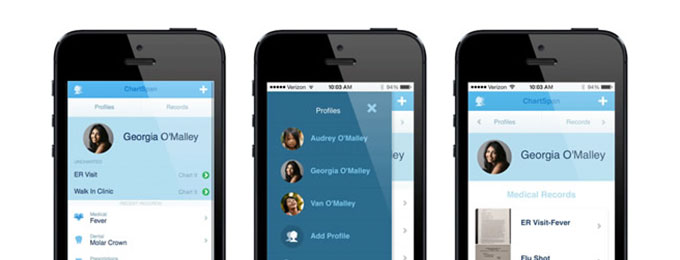 ChartSpan
Profiles Records
Georgia O'Malley
UNCHARTED
ER Visit Chart It
Walk In Clinic Chart It
RECENT RECORDS
Medical
Fever
Dental
Molar Crown
Prescriptions
Verizon 10:03 AM 94%
Profiles
Audrey O'Malley
Georgia O'Malley
Van O'Malley
Add Profile
Verizon 10:03 AM 94%
ChartSpan
Profiles Records
Georgia O'Malley
Medical Records
ER Visit-Fever
Flu Shot